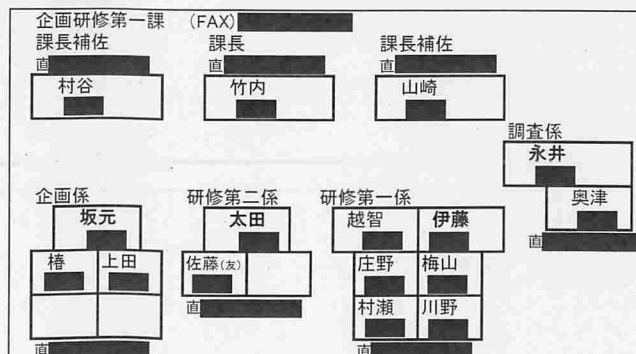 企画研修第一課 (FAX)
課長補佐 課長 課長補佐
直 直 直
村谷 竹内 山崎
調査係
永井
奥津
直
企画係 研修第二係 研修第一係
坂元 太田 越智 伊藤
椿 上田 佐藤(友) 庄野 梅山
直
村瀬 川野
直 直